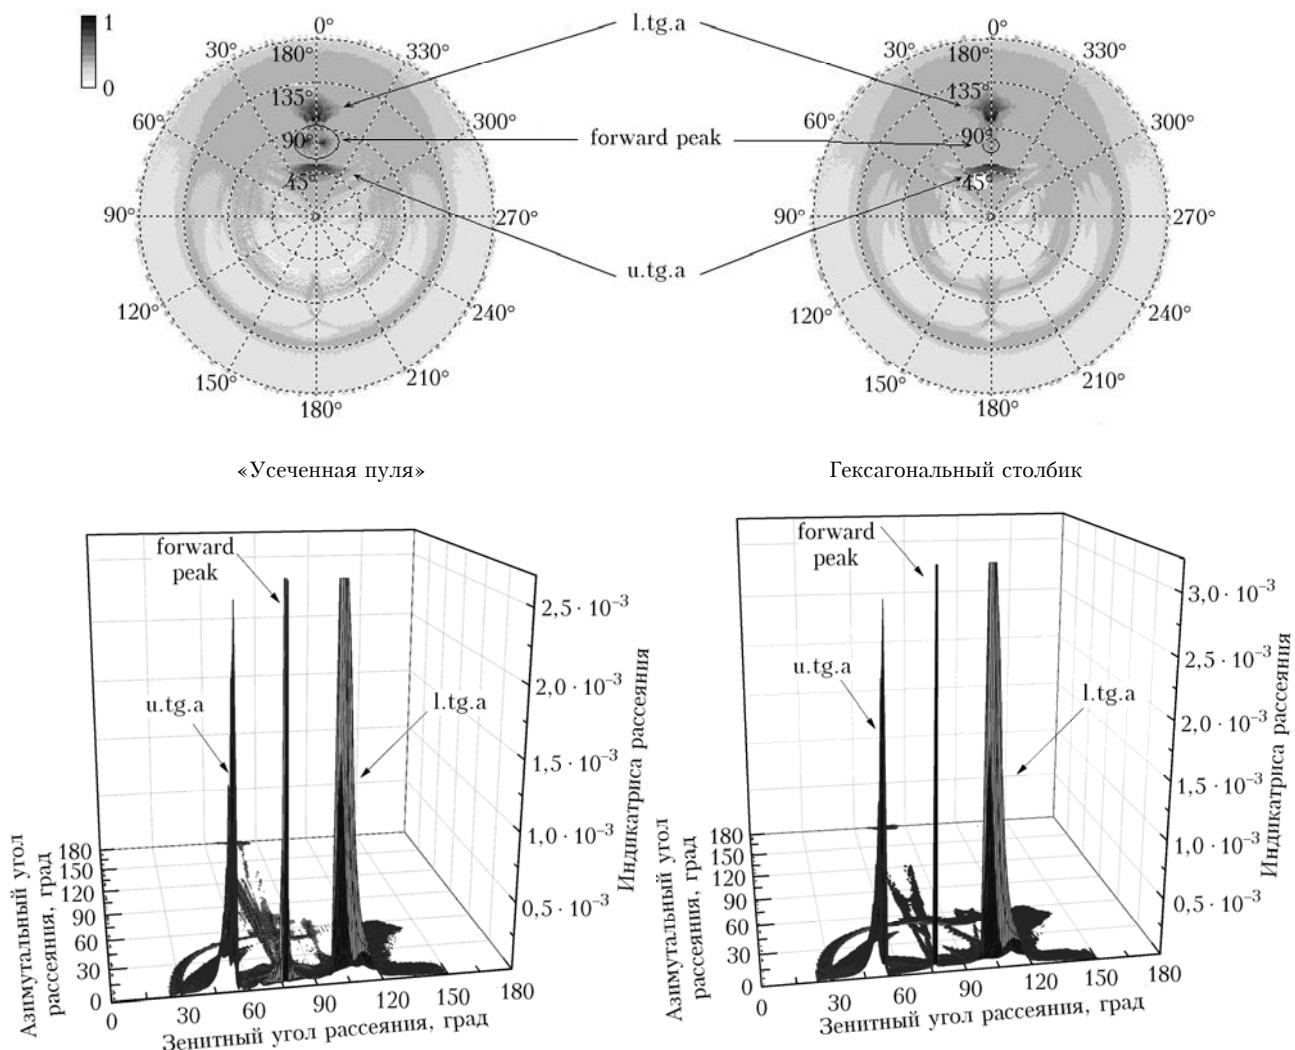 1
0
0°
30°
330°
180°
135°
60°
300°
90°
45°
90°
270°
120°
240°
150°
210°
180°
l.tg.a
forward peak
u.tg.a
0°
30°
330°
180°
135°
60°
300°
90°
45°
90°
270°
120°
240°
150°
210°
180°
«Усеченная пуля»
Гексагональный столбик
forward
peak
u.tg.a
l.tg.a
2,5 · 10⁻³
2,0 · 10⁻³
1,5 · 10⁻³
1,0 · 10⁻³
0,5 · 10⁻³
Индикатриса рассеяния
Азимутальный угол
рассеяния, град
180
150
120
90
60
30
0
0
30
60
90
120
150
180
Зенитный угол рассеяния, град
forward
peak
u.tg.a
l.tg.a
3,0 · 10⁻³
2,5 · 10⁻³
2,0 · 10⁻³
1,5 · 10⁻³
1,0 · 10⁻³
0,5 · 10⁻³
Индикатриса рассеяния
Азимутальный угол
рассеяния, град
180
150
120
90
60
30
0
0
30
60
90
120
150
180
Зенитный угол рассеяния, град